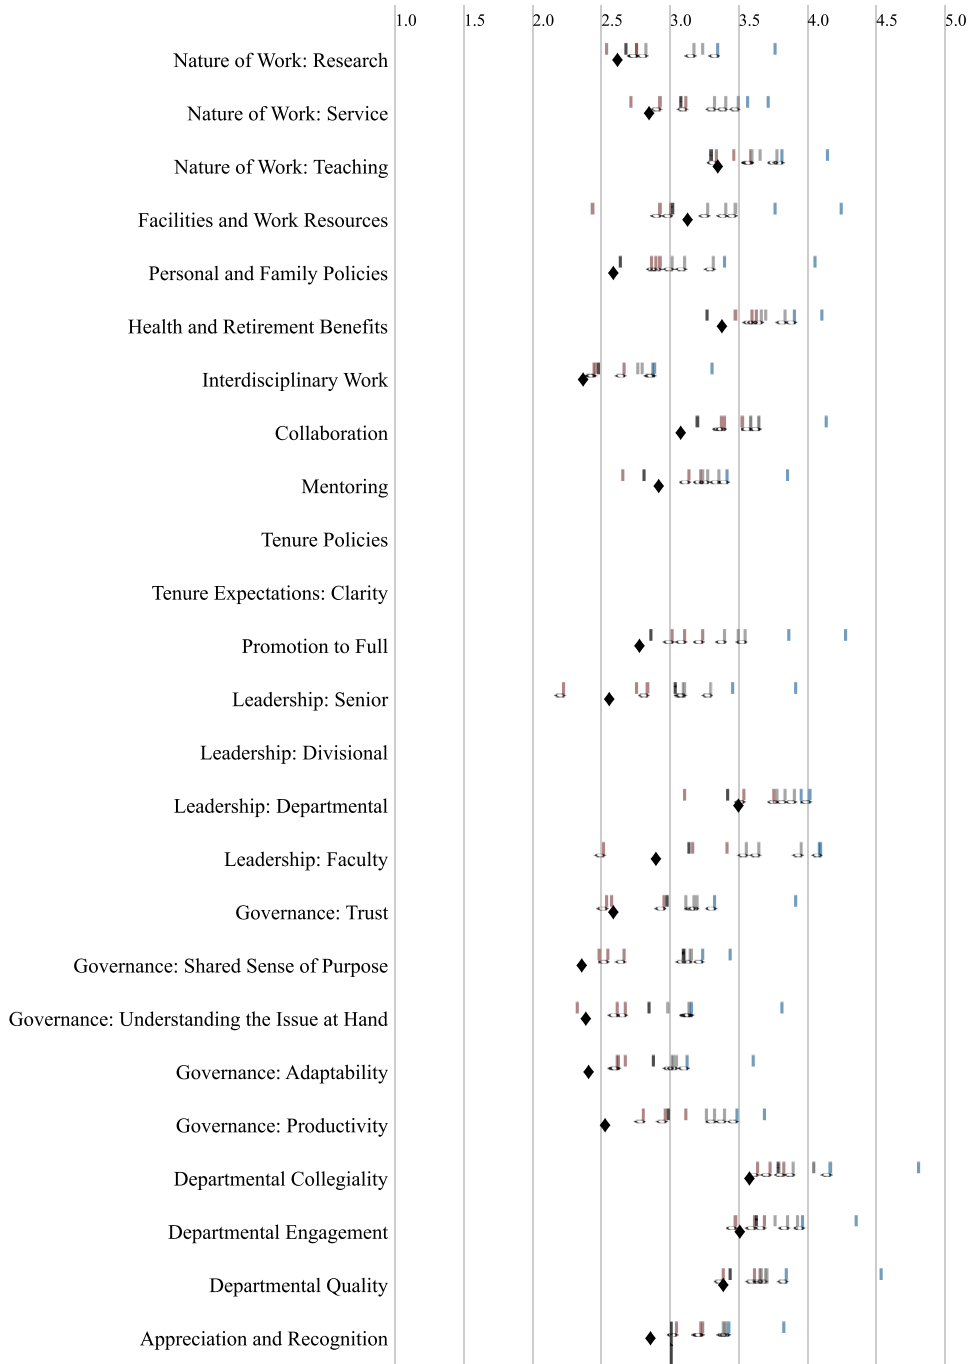 1.0 1.5 2.0 2.5 3.0 3.5 4.0 4.5 5.0
Nature of Work: Research
Nature of Work: Service
Nature of Work: Teaching
Facilities and Work Resources
Personal and Family Policies
Health and Retirement Benefits
Interdisciplinary Work
Collaboration
Mentoring
Tenure Policies
Tenure Expectations: Clarity
Promotion to Full
Leadership: Senior
Leadership: Divisional
Leadership: Departmental
Leadership: Faculty
Governance: Trust
Governance: Shared Sense of Purpose
Governance: Understanding the Issue at Hand
Governance: Adaptability
Governance: Productivity
Departmental Collegiality
Departmental Engagement
Departmental Quality
Appreciation and Recognition